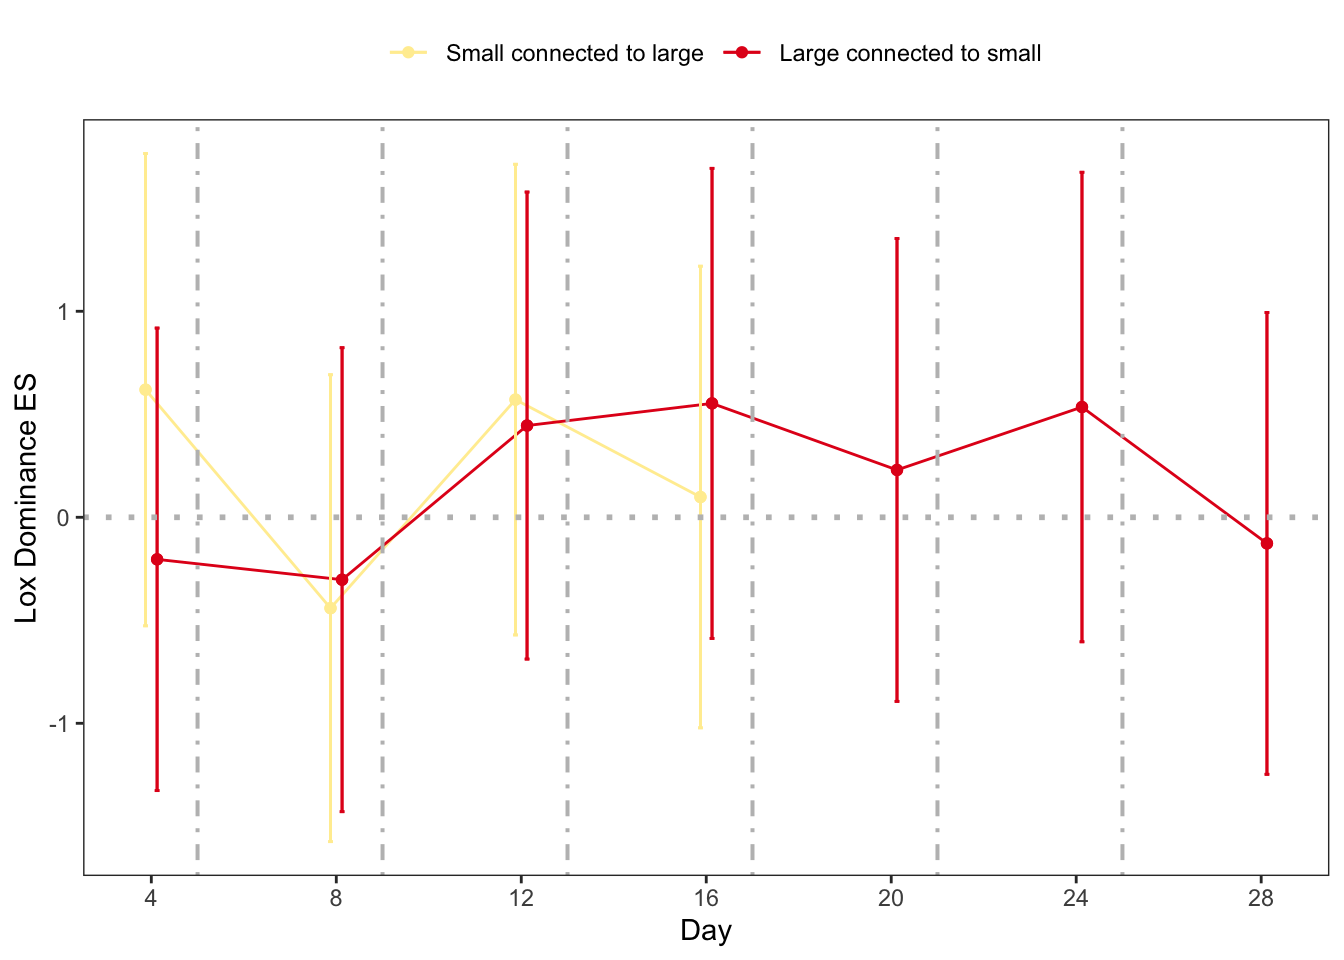 Small connected to large Large connected to small
Lox Dominance ES
1
0
-1
4 8 12 16 20 24 28
Day